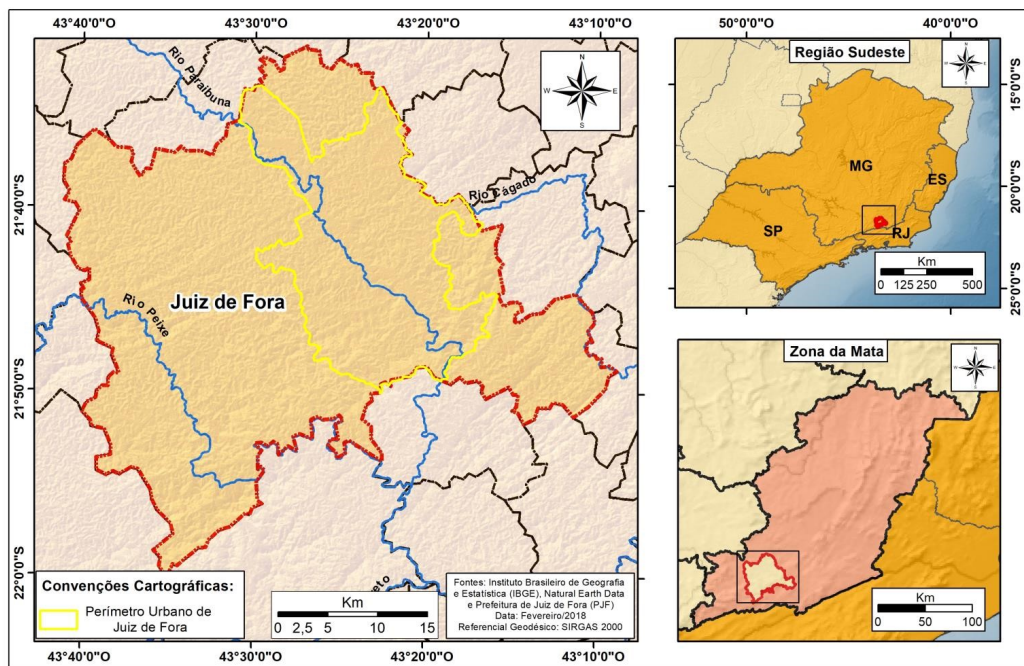 43°40'0"O
43°30'0"O
43°20'0"O
43°10'0"O
21°40'0"S
21°50'0"S
22°0'0"S
Rio Paraibuna
N
W
E
S
Rio Cágado
Juiz de Fora
Rio Peixe
eto
Convenções Cartográficas:
Perímetro Urbano de
Juiz de Fora
Km
0 2,5 5 10 15
Fontes: Instituto Brasileiro de Geografia
e Estatística (IBGE), Natural Earth Data
e Prefeitura de Juiz de Fora (PJF)
Data: Fevereiro/2018
Referencial Geodésico: SIRGAS 2000
43°40'0"O
43°30'0"O
43°20'0"O
43°10'0"O
50°0'0"O
40°0'0"O
Região Sudeste
15°0'0"S
20°0'0"S
25°0'0"S
MG
ES
SP
RJ
Km
0 125 250 500
Zona da Mata
Km
0 50 100